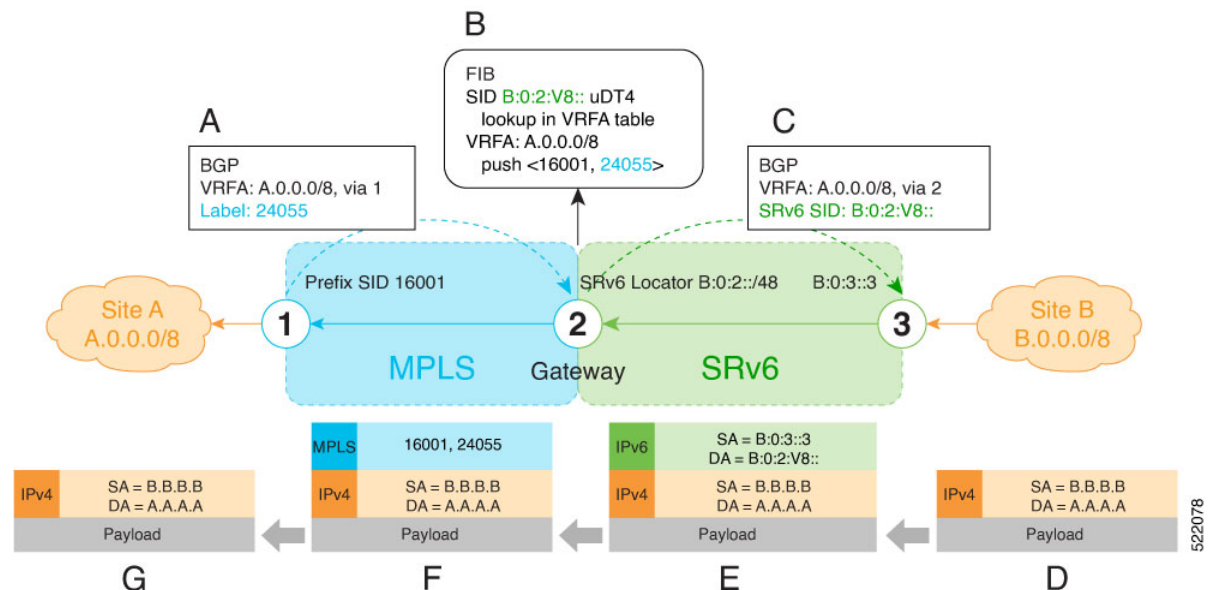 B
FIB
SID B:0:2:V8:: uDT4
lookup in VRFA table
VRFA: A.0.0.0/8
push <16001, 24055>
A
BGP
VRFA: A.0.0.0/8, via 1
Label: 24055
C
BGP
VRFA: A.0.0.0/8, via 2
SRv6 SID: B:0:2:V8::
Prefix SID 16001
SRv6 Locator B:0:2::/48
B:0:3::3
Site A
A.0.0.0/8
1
2
3
Site B
B.0.0.0/8
MPLS
Gateway
SRv6
IPv4
SA = B.B.B.B
DA = A.A.A.A
Payload
G
MPLS
16001, 24055
IPv4
SA = B.B.B.B
DA = A.A.A.A
Payload
F
IPv6
SA = B:0:3::3
DA = B:0:2:V8::
IPv4
SA = B.B.B.B
DA = A.A.A.A
Payload
E
IPv4
SA = B.B.B.B
DA = A.A.A.A
Payload
D
522078